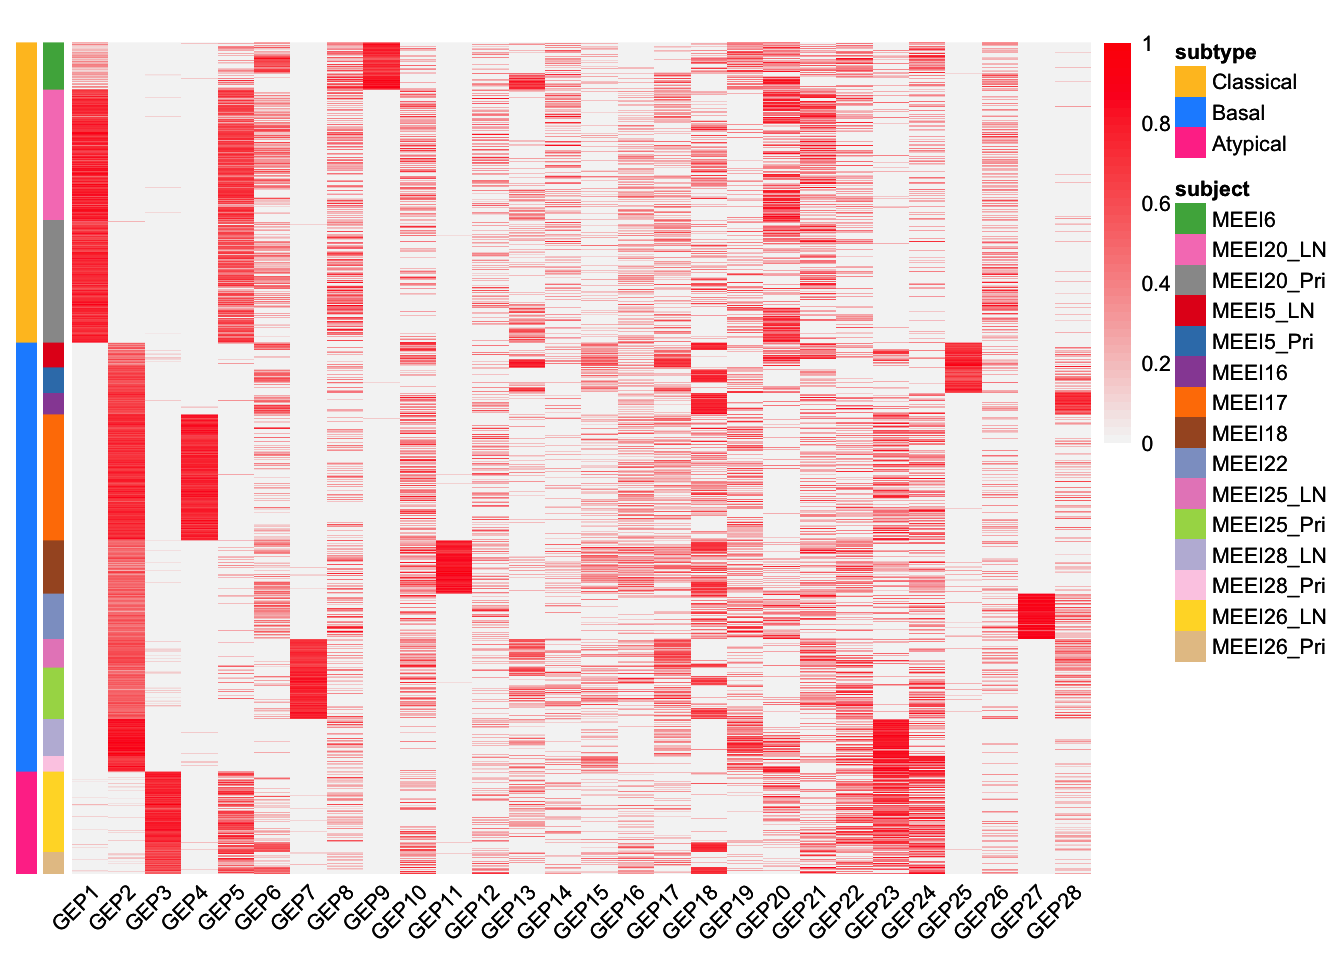 1
0.8
0.6
0.4
0.2
0
subtype
Classical
Basal
Atypical
subject
MEEI6
MEEI20_LN
MEEI20_Pri
MEEI5_LN
MEEI5_Pri
MEEI16
MEEI17
MEEI18
MEEI22
MEEI25_LN
MEEI25_Pri
MEEI28_LN
MEEI28_Pri
MEEI26_LN
MEEI26_Pri
GEP1 GEP2 GEP3 GEP4 GEP5 GEP6 GEP7 GEP8 GEP9 GEP10 GEP11 GEP12 GEP13 GEP14 GEP15 GEP16 GEP17 GEP18 GEP19 GEP20 GEP21 GEP22 GEP23 GEP24 GEP25 GEP26 GEP27 GEP28